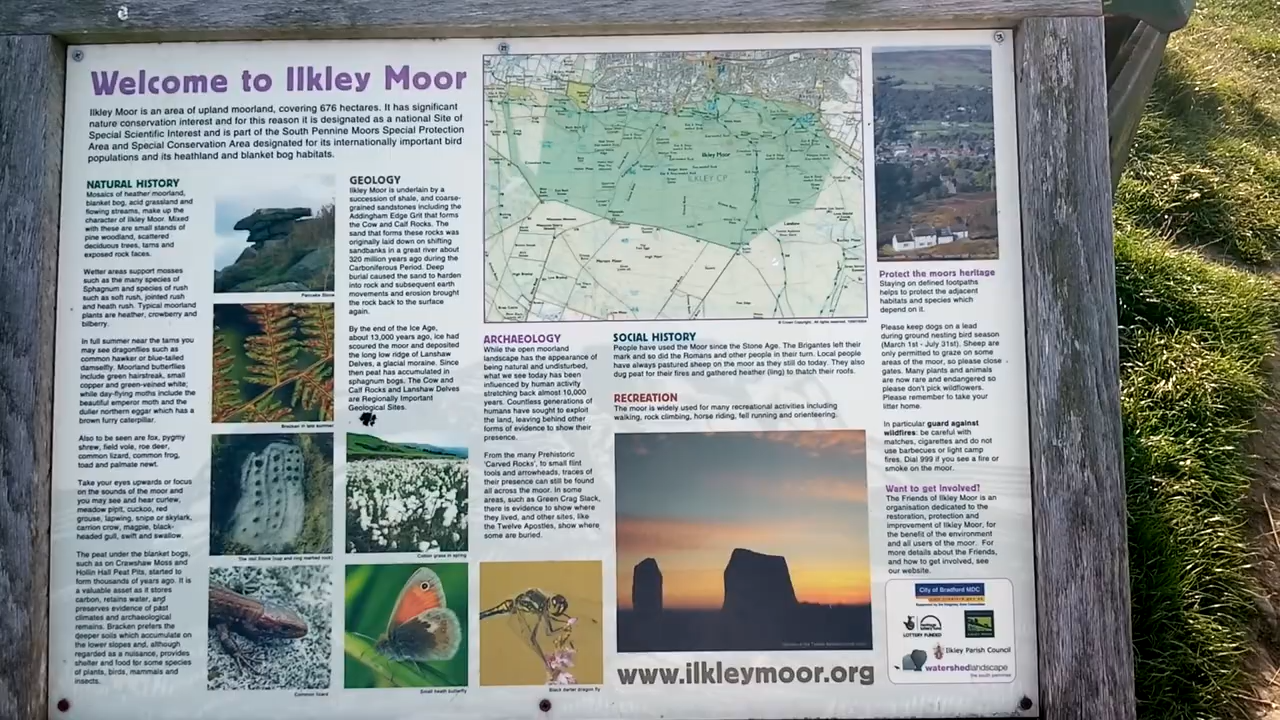 Welcome to Ilkley Moor
Ilkley Moor is an area of upland moorland, covering 676 hectares. It has significant
nature conservation interest and for this reason it is designated as a national Site of
Special Scientific Interest and is part of the South Pennine Moors Special Protection
Area and Special Conservation Area designated for its internationally important bird
populations and its heathland and blanket bog habitats.
NATURAL HISTORY
Mosaics of heather moorland,
blanket bog, acid grassland and
flowing streams, make up the
character of Ilkley Moor. Mixed
with these are small stands of
pine woodland, scattered
deciduous trees, tarns and
exposed rock faces.
Wetter areas support mosses
such as the many species of
Sphagnum and species of rush
such as soft rush, jointed rush
and heath rush. Typical moorland
plants are heather, crowberry and
bilberry.
In full summer near the tarns you
may see dragonflies such as
common hawker or blue-tailed
damselfly. Moorland butterflies
include green hairstreak, small
copper and green-veined white;
while day-flying moths include the
beautiful emperor moth and the
duller northern eggar which has a
brown furry caterpillar.
Also to be seen are fox, pygmy
shrew, field vole, roe deer,
common lizard, common frog,
toad and palmate newt.
Take your eyes upwards or focus
on the sounds of the moor and
you may see and hear curlew,
meadow pipit, cuckoo, red
grouse, lapwing, snipe or skylark,
carrion crow, magpie, black-
headed gull, swift and swallow.
The peat under the blanket bogs,
such as on Crawshaw Moss and
Hollin Hall Peat Pits, started to
form thousands of years ago. It is
a valuable asset as it stores
carbon, retains water, and
preserves evidence of past
climates and archaeological
remains. Bracken prefers the
deeper soils which accumulate on
the lower slopes and, although
regarded as a nuisance, provides
shelter and food for some species
of plants, birds, mammals and
insects.
Pancake Stone
Bracken in late summer
The Idol Stone (cup and ring marked rock)
Common lizard
GEOLOGY
Ilkley Moor is underlain by a
succession of shale, and coarse-
grained sandstones including the
Addingham Edge Grit that forms
the Cow and Calf Rocks. The
sand that forms these rocks was
originally laid down on shifting
sandbanks in a great river about
320 million years ago during the
Carboniferous Period. Deep
burial caused the sand to harden
into rock and subsequent earth
movements and erosion brought
the rock back to the surface
again.
By the end of the Ice Age,
about 13,000 years ago, ice had
scoured the moor and deposited
the long low ridge of Lanshaw
Delves, a glacial moraine. Since
then peat has accumulated in
sphagnum bogs. The Cow and
Calf Rocks and Lanshaw Delves
are Regionally Important
Geological Sites.
Cotton grass in spring
Small heath butterfly
Ilkley Moor
ILKLEY CP
ARCHAEOLOGY
While the open moorland
landscape has the appearance of
being natural and undisturbed,
what we see today has been
influenced by human activity
stretching back almost 10,000
years. Countless generations of
humans have sought to exploit
the land, leaving behind other
forms of evidence to show their
presence.
From the many Prehistoric
'Carved Rocks', to small flint
tools and arrowheads, traces of
their presence can still be found
all across the moor. In some
areas, such as Green Crag Slack,
there is evidence to show where
they lived, and other sites, like
the Twelve Apostles, show where
some are buried.
Black darter dragon fly
SOCIAL HISTORY
People have used the Moor since the Stone Age. The Brigantes left their
mark and so did the Romans and other people in their turn. Local people
have always pastured sheep on the moor as they still do today. They also
dug peat for their fires and gathered heather (ling) to thatch their roofs.
RECREATION
The moor is widely used for many recreational activities including
walking, rock climbing, horse riding, fell running and orienteering.
www.ilkleymoor.org
Protect the moors heritage
Staying on defined footpaths
helps to protect the adjacent
habitats and species which
depend on it.
Please keep dogs on a lead
during ground nesting bird season
(March 1st - July 31st). Sheep are
only permitted to graze on some
areas of the moor, so please close
gates. Many plants and animals
are now rare and endangered so
please don't pick wildflowers.
Please remember to take your
litter home.
In particular guard against
wildfires: be careful with
matches, cigarettes and do not
use barbecues or light camp
fires. Dial 999 if you see a fire or
smoke on the moor.
Want to get involved?
The Friends of Ilkley Moor is an
organisation dedicated to the
restoration, protection and
improvement of Ilkley Moor, for
the benefit of the environment
and all users of the moor. For
more details about the Friends,
and how to get involved, see
our website.
City of Bradford MDC
www.bradford.gov.uk
LOTTERY FUNDED
Ilkley Parish Council
watershedlandscape